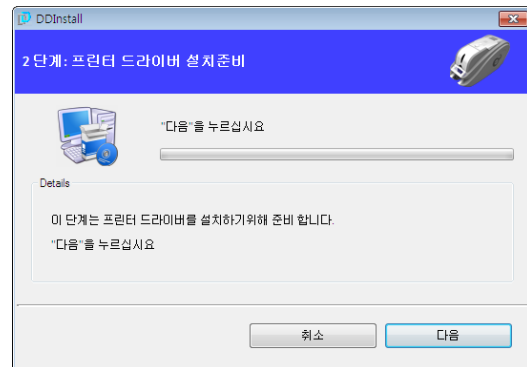 DDInstall
2단계: 프린터 드라이버 설치준비
"다음"을 누르십시요
Details
이 단계는 프린터 드라이버를 설치하기위해 준비 합니다.
"다음"을 누르십시요
취소
다음